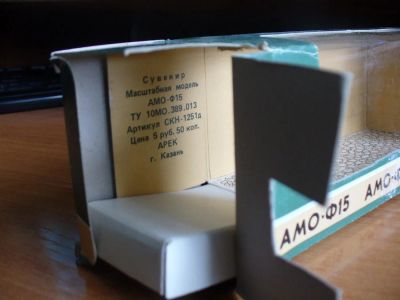 Сувенир
Масштабная модель
АМО-Ф15
ТУ 10МО.389.013
Артикул СКН-1251д
Цена 5 руб. 50 коп.
АРЕК
г. Казань
АМО-Ф15 АМО-Ф